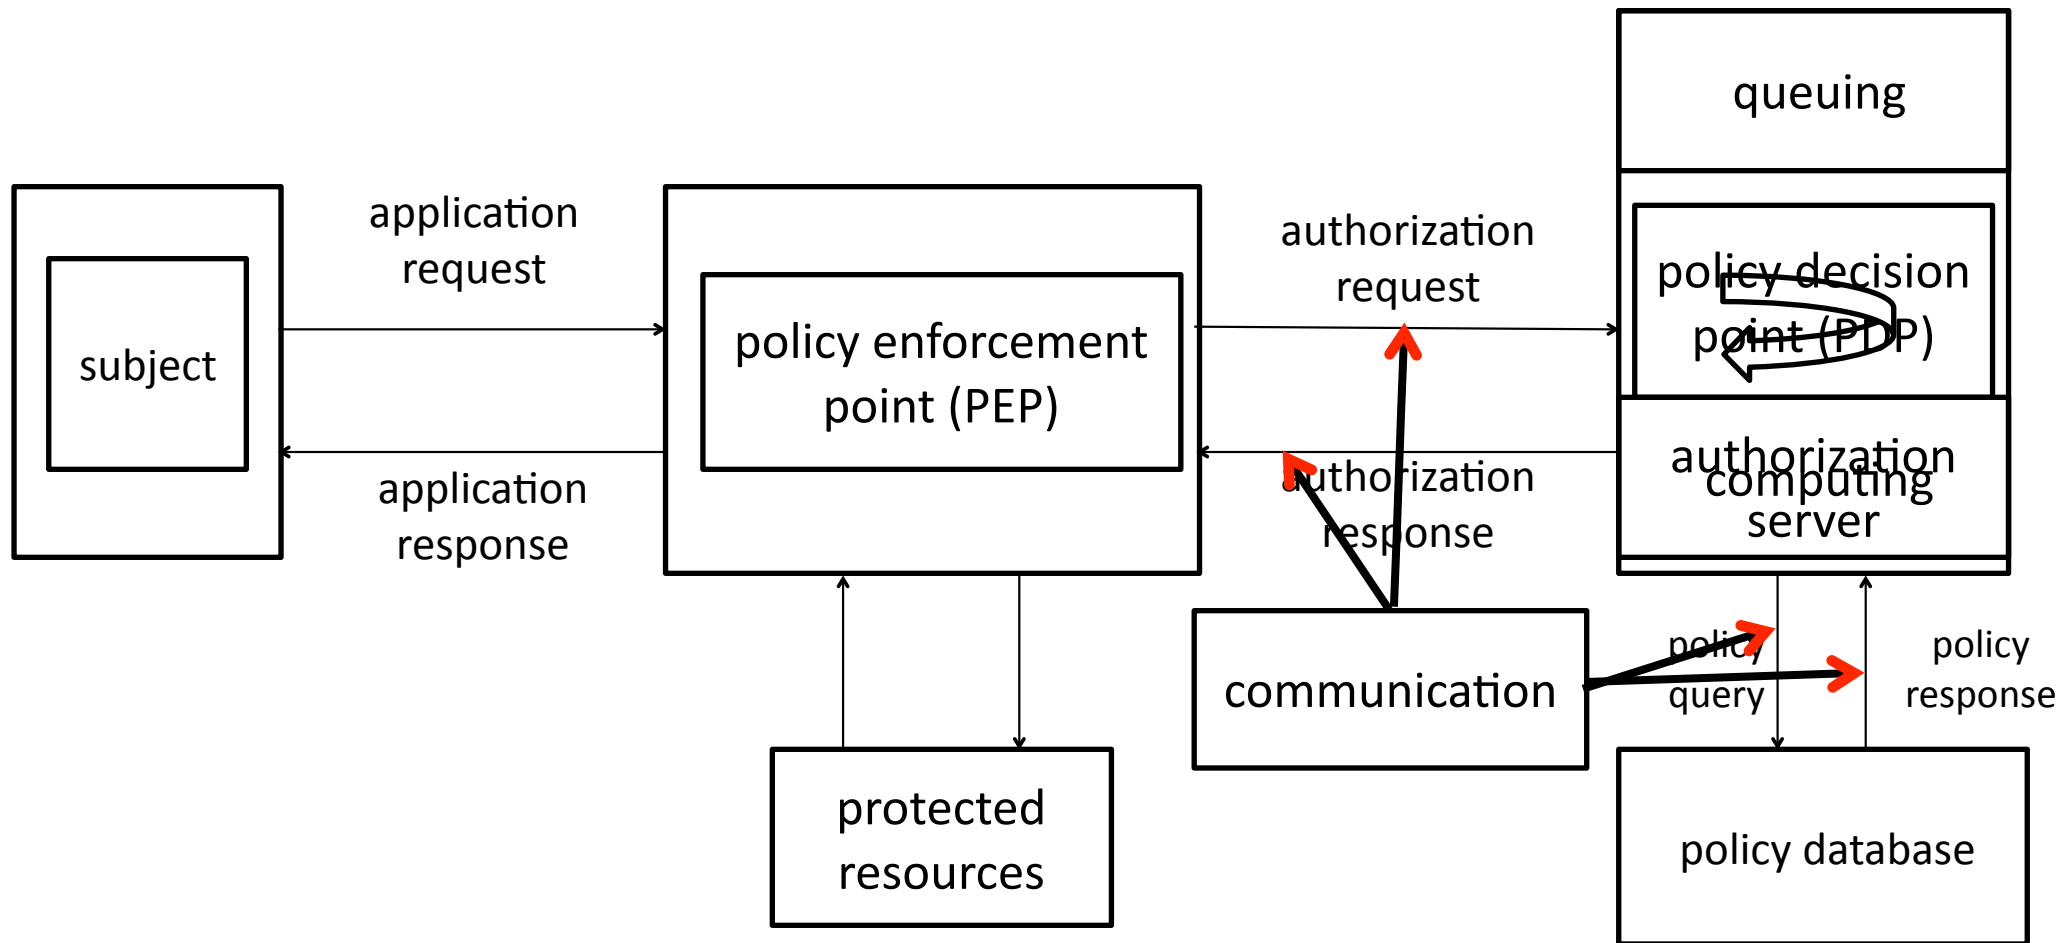 queuing
application
request
authorization
request
policy decision
point (PDP)
policy enforcement
point (PEP)
subject
application
response
authorization
response
authorization
computing
server
communication
policy
query
policy
response
protected
resources
policy database